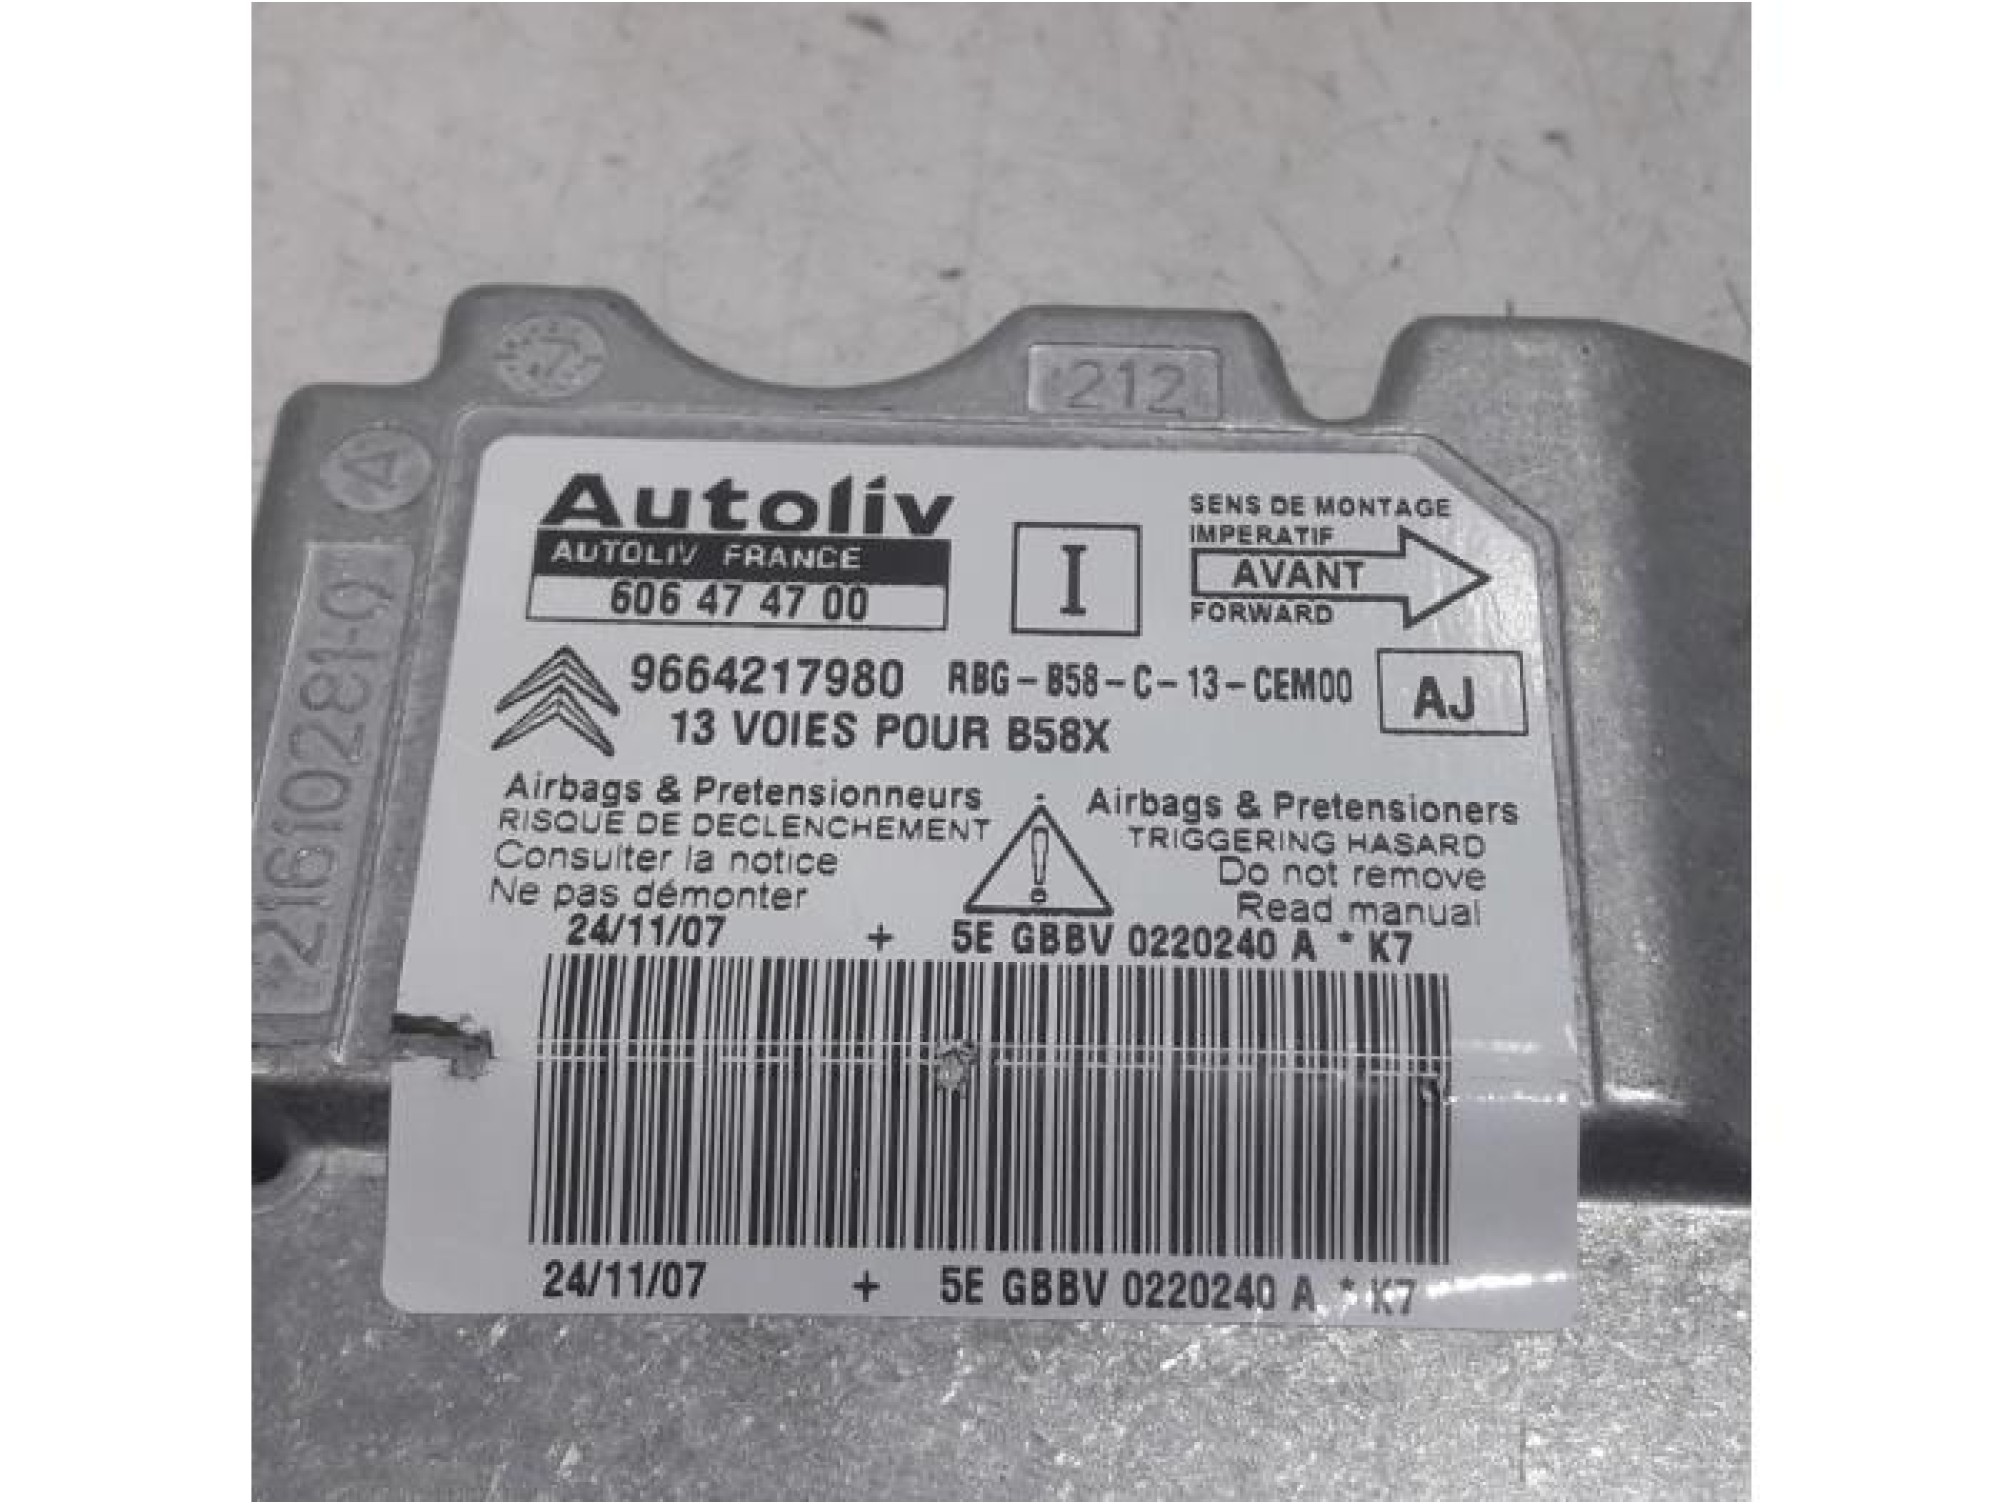 7
212
A
21610281-0
Autoliv
AUTOLIV FRANCE
606 47 47 00
I
SENS DE MONTAGE
IMPERATIF
AVANT
FORWARD
9664217980 RBG-B58-C-13-CEM00
AJ
13 VOIES POUR B58X
Airbags & Pretensionneurs
RISQUE DE DECLENCHEMENT
Consulter la notice
Ne pas démonter
!
Airbags & Pretensioners
TRIGGERING HASARD
Do not remove
Read manual
24/11/07 + 5E GBBV 0220240 A * K7
24/11/07 + 5E GBBV 0220240 A * K7